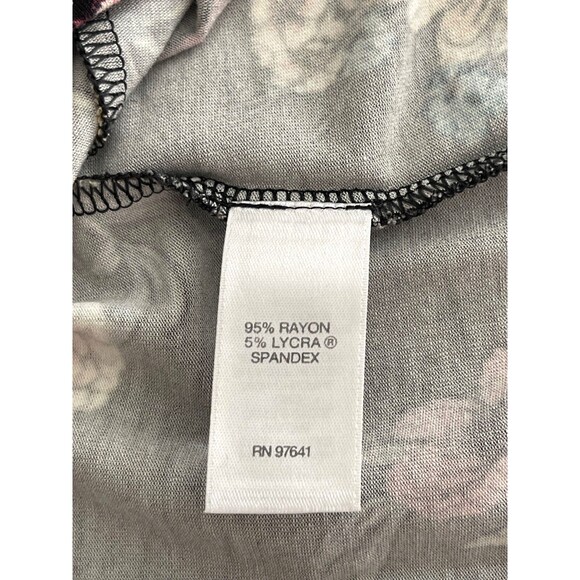 95% RAYON
5% LYCRA ®
SPANDEX
RN 97641